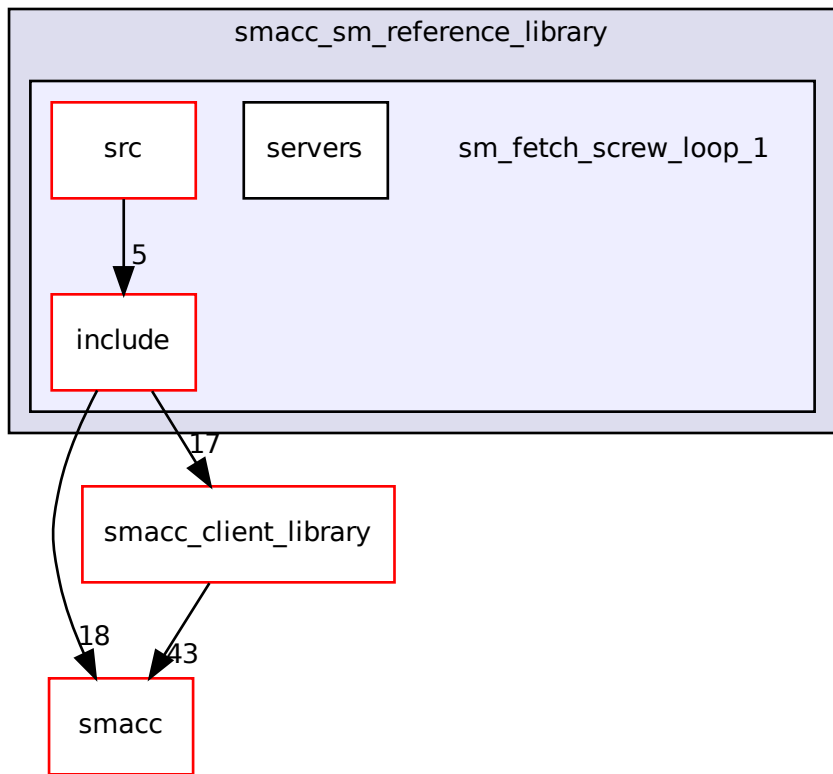 smacc_sm_reference_library
src
servers
sm_fetch_screw_loop_1
5
include
17
smacc_client_library
18
43
smacc